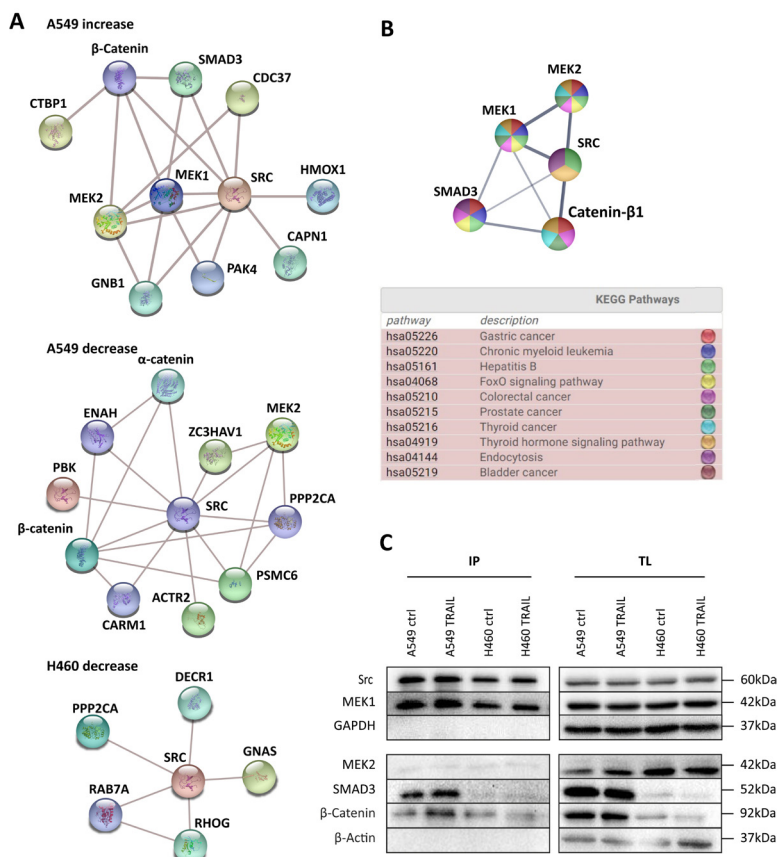 A
A549 increase
β-Catenin
SMAD3
CDC37
CTBP1
MEK1
SRC
HMOX1
MEK2
CAPN1
PAK4
GNB1
A549 decrease
α-catenin
ENAH
ZC3HAV1
MEK2
PBK
SRC
PPP2CA
β-catenin
PSMC6
ACTR2
CARM1
H460 decrease
DECR1
PPP2CA
SRC
GNAS
RAB7A
RHOG
B
MEK2
MEK1
SRC
SMAD3
Catenin-β1
KEGG Pathways
pathway description
hsa05226 Gastric cancer
hsa05220 Chronic myeloid leukemia
hsa05161 Hepatitis B
hsa04068 FoxO signaling pathway
hsa05210 Colorectal cancer
hsa05215 Prostate cancer
hsa05216 Thyroid cancer
hsa04919 Thyroid hormone signaling pathway
hsa04144 Endocytosis
hsa05219 Bladder cancer
C
IP TL
A549 ctrl
A549 TRAIL
H460 ctrl
H460 TRAIL
A549 ctrl
A549 TRAIL
H460 ctrl
H460 TRAIL
Src 60kDa
MEK1 42kDa
GAPDH 37kDa
MEK2 42kDa
SMAD3 52kDa
β-Catenin 92kDa
β-Actin 37kDa